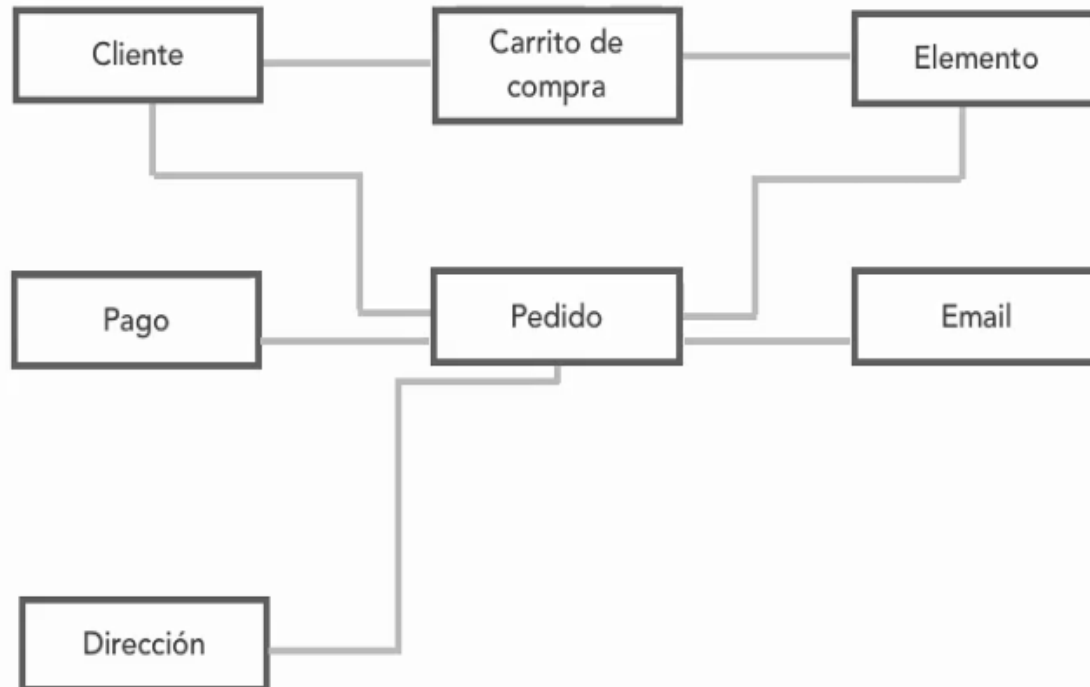 Cliente
Carrito de
compra
Elemento
Pago
Pedido
Email
Dirección